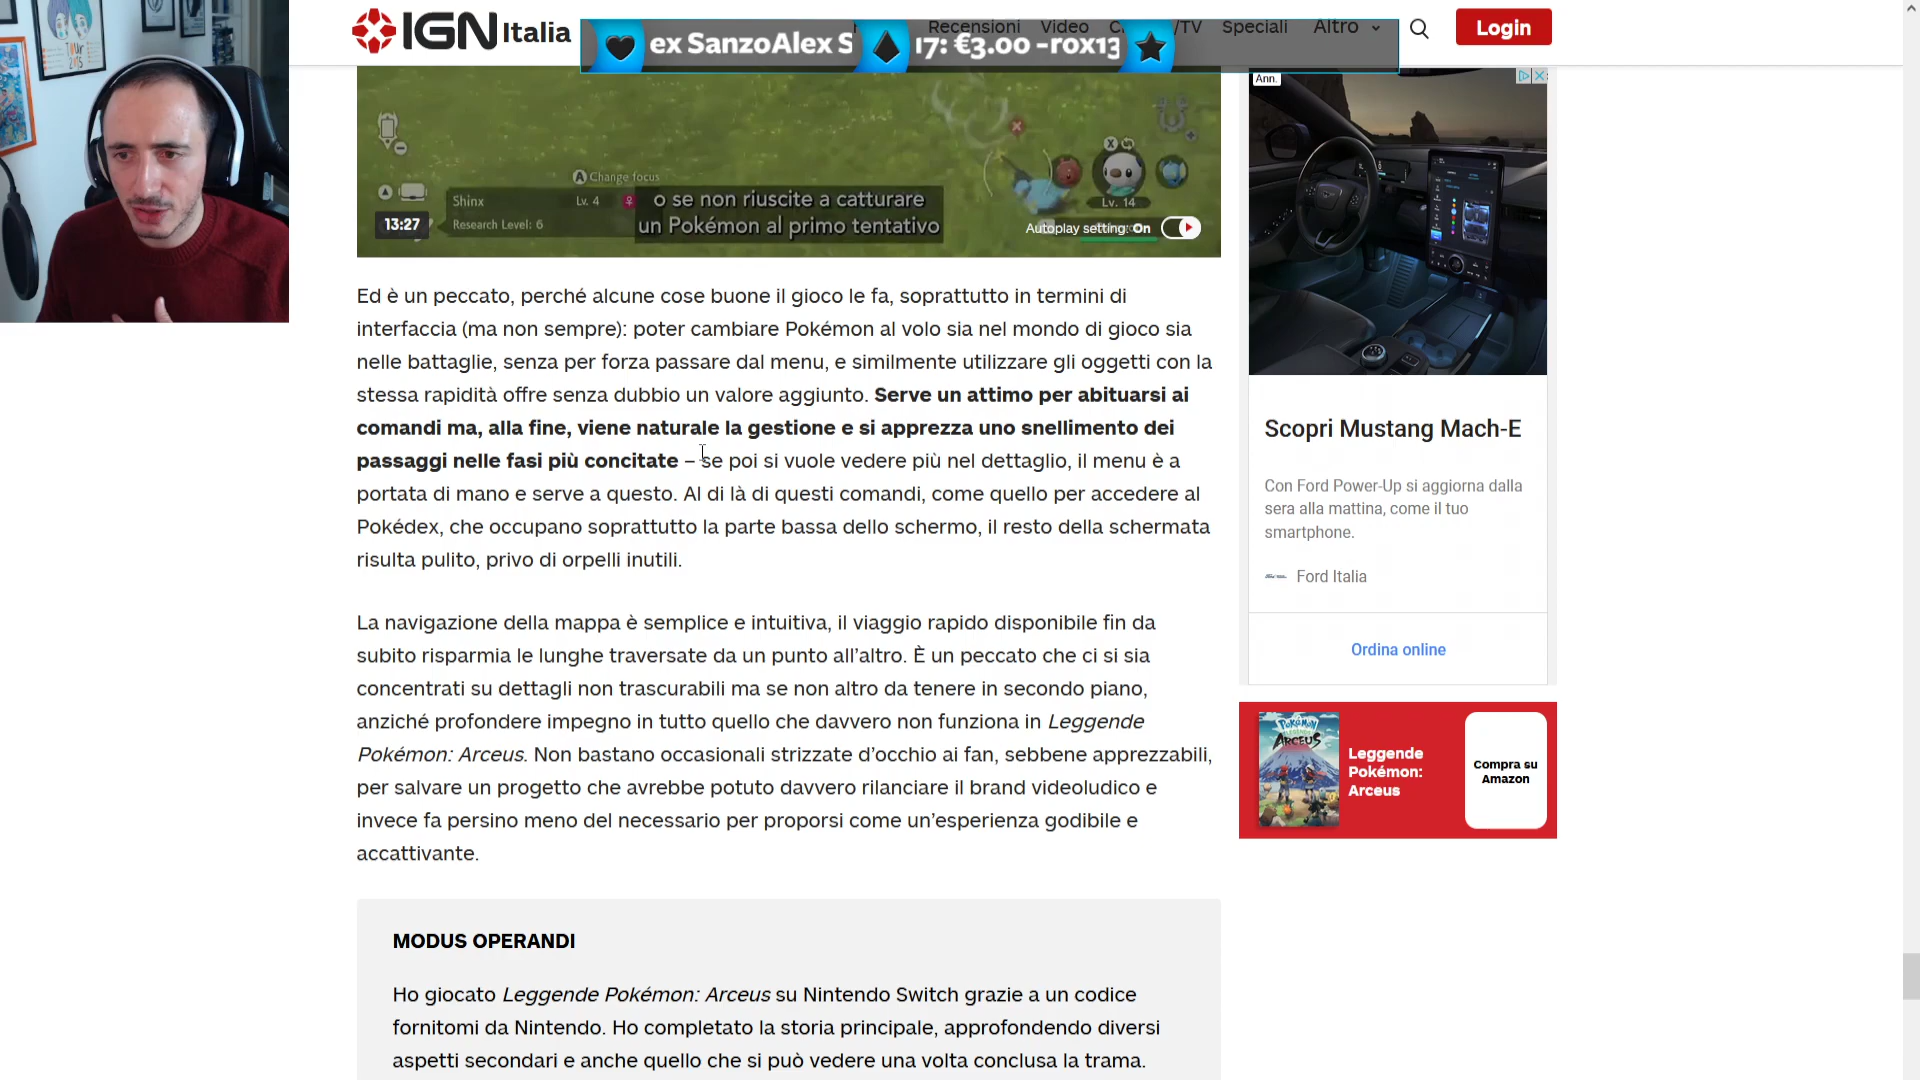 TOUR
2015
IGN Italia
Recensioni Video C /TV Speciali Altro
Login
ex SanzoAlex S
17: €3.00 -rox13
Ann.
A Change focus
Shinx
Lv. 4
Research Level: 6
13:27
o se non riuscite a catturare
un Pokémon al primo tentativo
X
Lv. 14
Autoplay setting: On
Ed è un peccato, perché alcune cose buone il gioco le fa, soprattutto in termini di
interfaccia (ma non sempre): poter cambiare Pokémon al volo sia nel mondo di gioco sia
nelle battaglie, senza per forza passare dal menu, e similmente utilizzare gli oggetti con la
stessa rapidità offre senza dubbio un valore aggiunto. Serve un attimo per abituarsi ai
comandi ma, alla fine, viene naturale la gestione e si apprezza uno snellimento dei
passaggi nelle fasi più concitate – se poi si vuole vedere più nel dettaglio, il menu è a
portata di mano e serve a questo. Al di là di questi comandi, come quello per accedere al
Pokédex, che occupano soprattutto la parte bassa dello schermo, il resto della schermata
risulta pulito, privo di orpelli inutili.
La navigazione della mappa è semplice e intuitiva, il viaggio rapido disponibile fin da
subito risparmia le lunghe traversate da un punto all’altro. È un peccato che ci si sia
concentrati su dettagli non trascurabili ma se non altro da tenere in secondo piano,
anziché profondere impegno in tutto quello che davvero non funziona in Leggende
Pokémon: Arceus. Non bastano occasionali strizzate d’occhio ai fan, sebbene apprezzabili,
per salvare un progetto che avrebbe potuto davvero rilanciare il brand videoludico e
invece fa persino meno del necessario per proporsi come un’esperienza godibile e
accattivante.
MODUS OPERANDI
Ho giocato Leggende Pokémon: Arceus su Nintendo Switch grazie a un codice
fornitomi da Nintendo. Ho completato la storia principale, approfondendo diversi
aspetti secondari e anche quello che si può vedere una volta conclusa la trama.
Scopri Mustang Mach-E
Con Ford Power-Up si aggiorna dalla
sera alla mattina, come il tuo
smartphone.
Ford Italia
Ordina online
POKÉMON
ARCEUS
Leggende
Pokémon:
Arceus
Compra su
Amazon